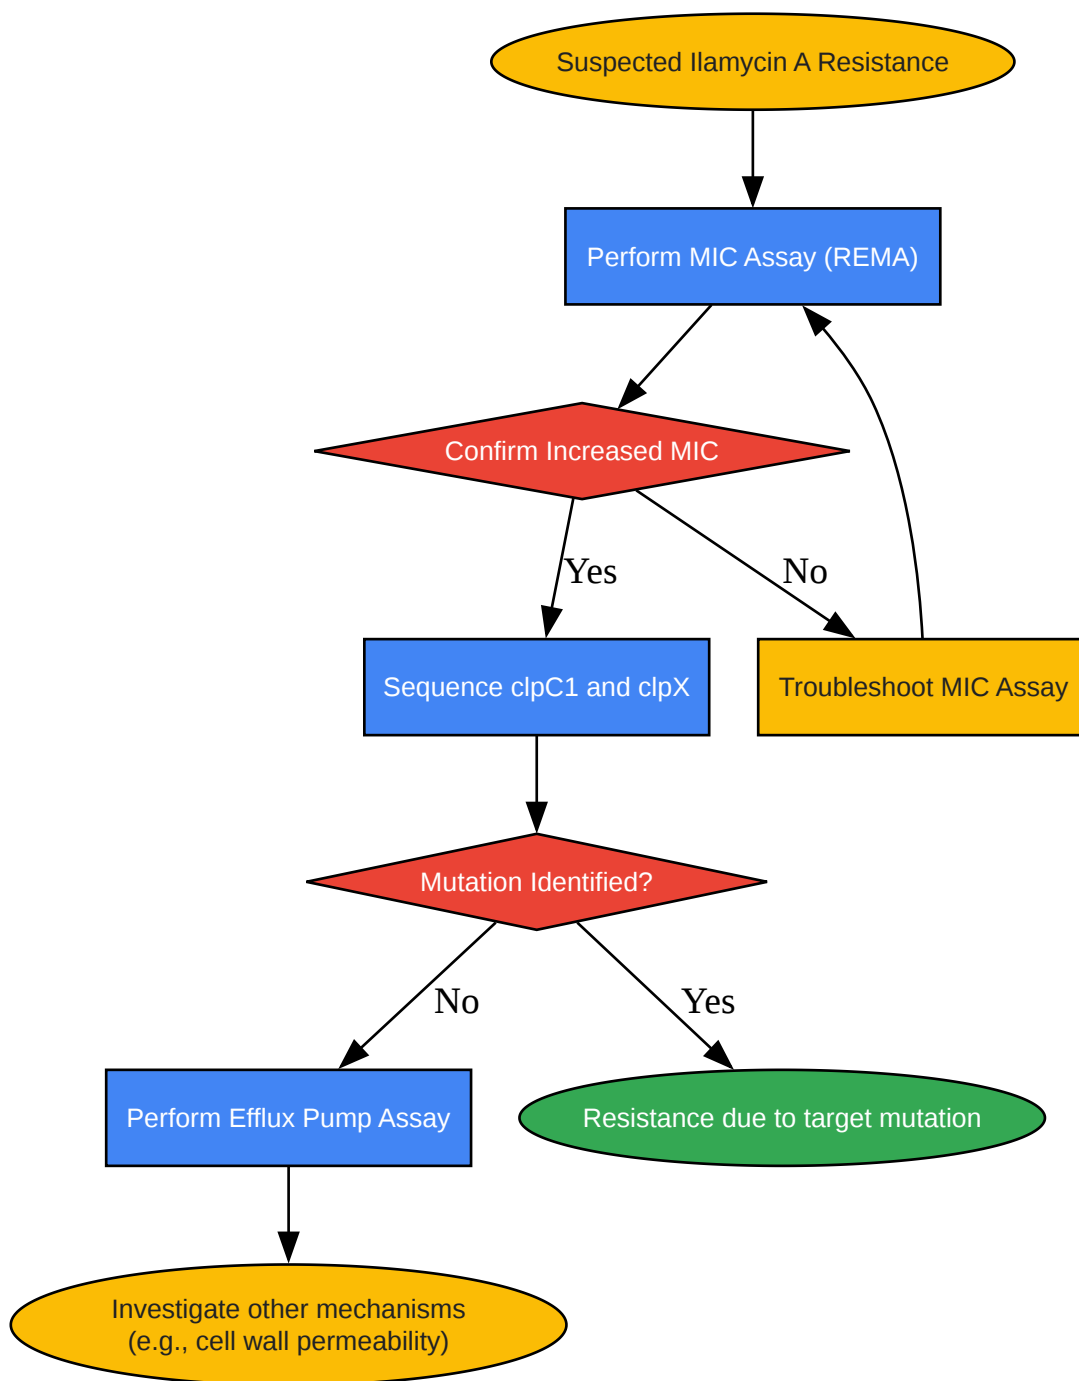 Suspected Ilamycin A Resistance
Perform MIC Assay (REMA)
Confirm Increased MIC
Yes
No
Sequence clpC1 and clpX
Troubleshoot MIC Assay
Mutation Identified?
No
Yes
Perform Efflux Pump Assay
Resistance due to target mutation
Investigate other mechanisms
(e.g., cell wall permeability)